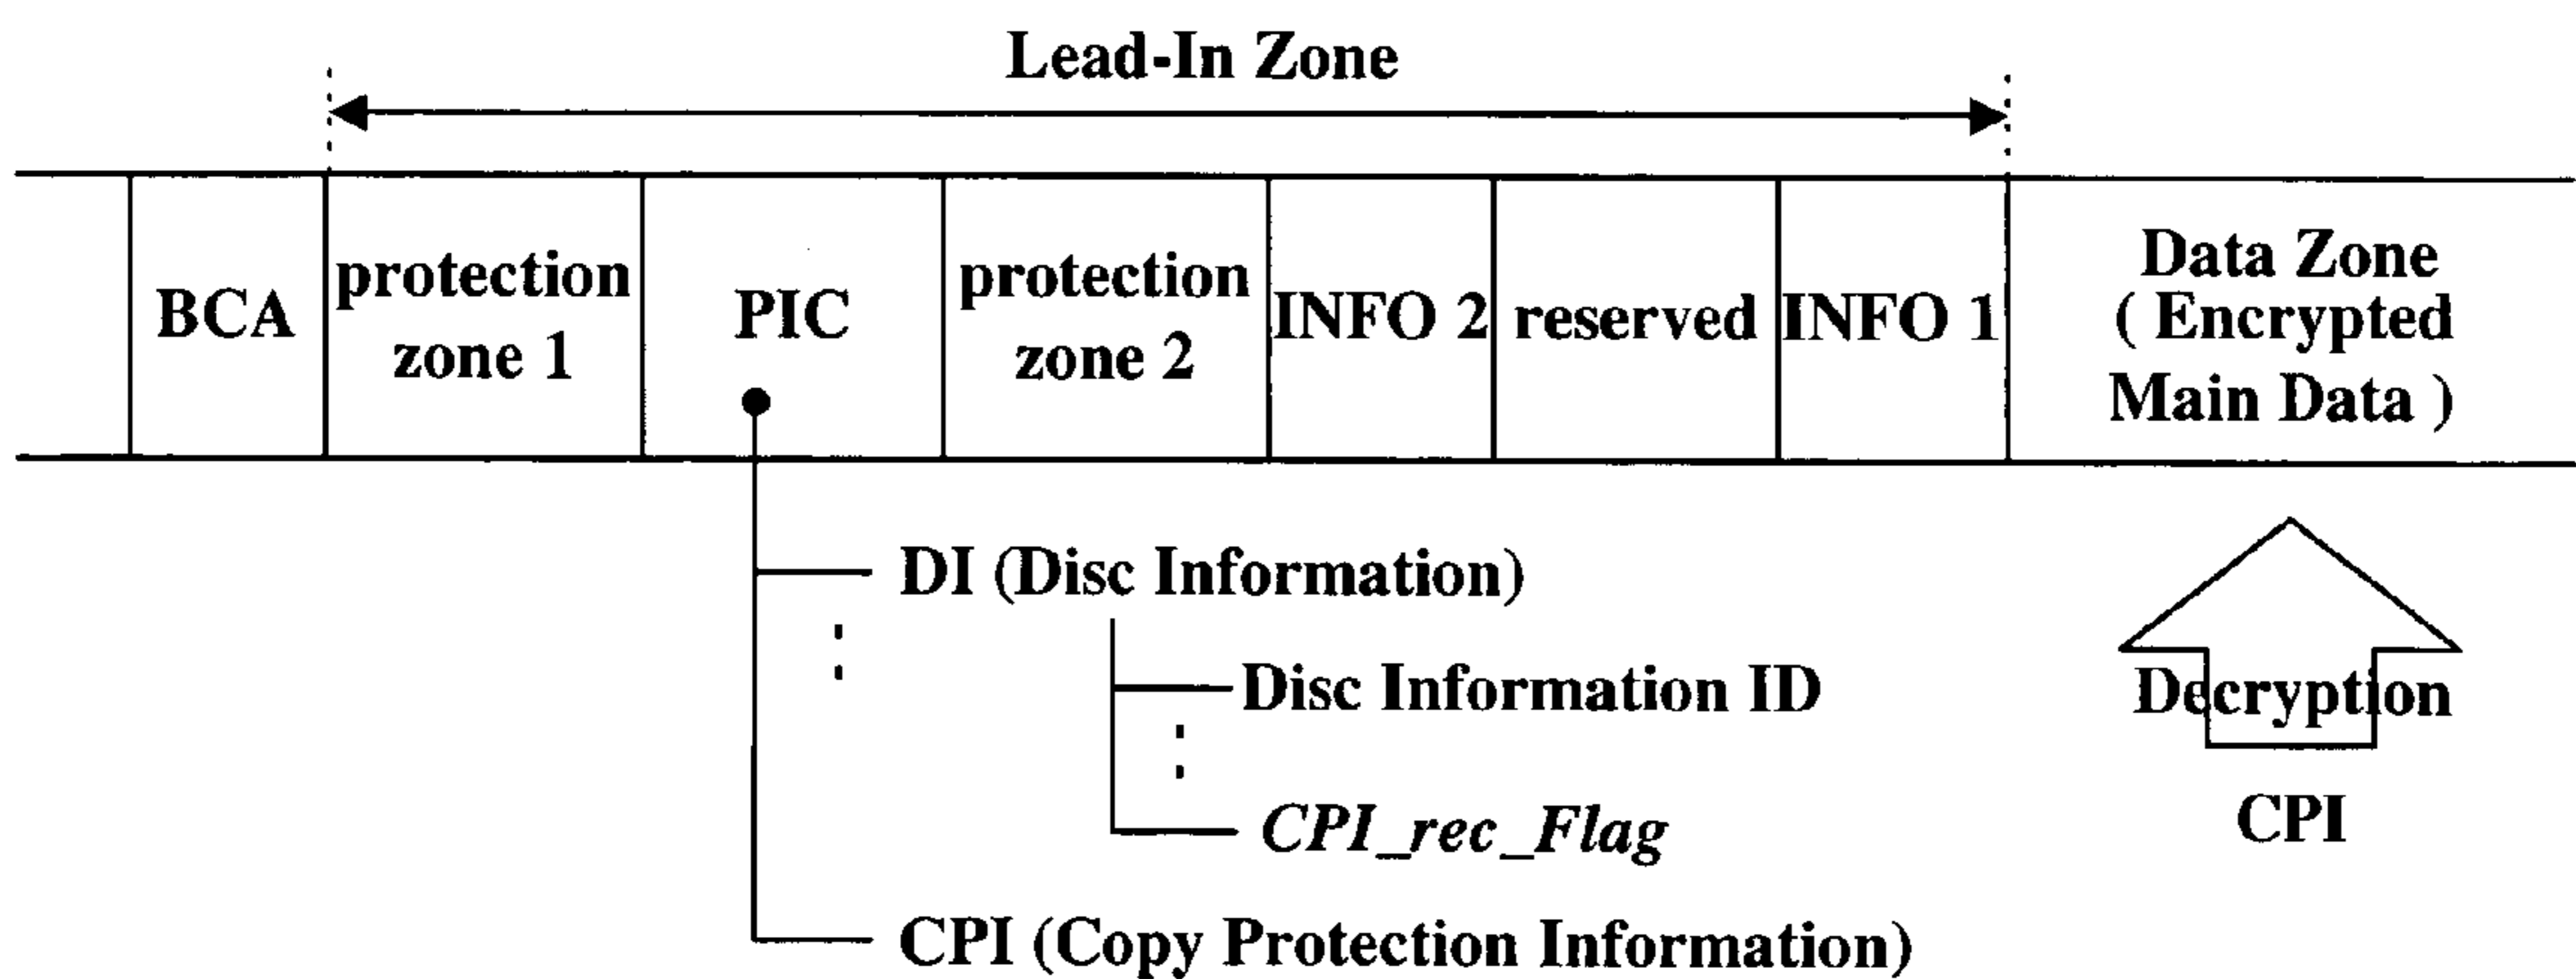 Lead-In Zone
BCA
protection
zone 1
PIC
protection
zone 2
INFO 2
reserved
INFO 1
Data Zone
( Encrypted
Main Data )
DI (Disc Information)
Disc Information ID
CPI_rec_Flag
CPI (Copy Protection Information)
Decryption
CPI